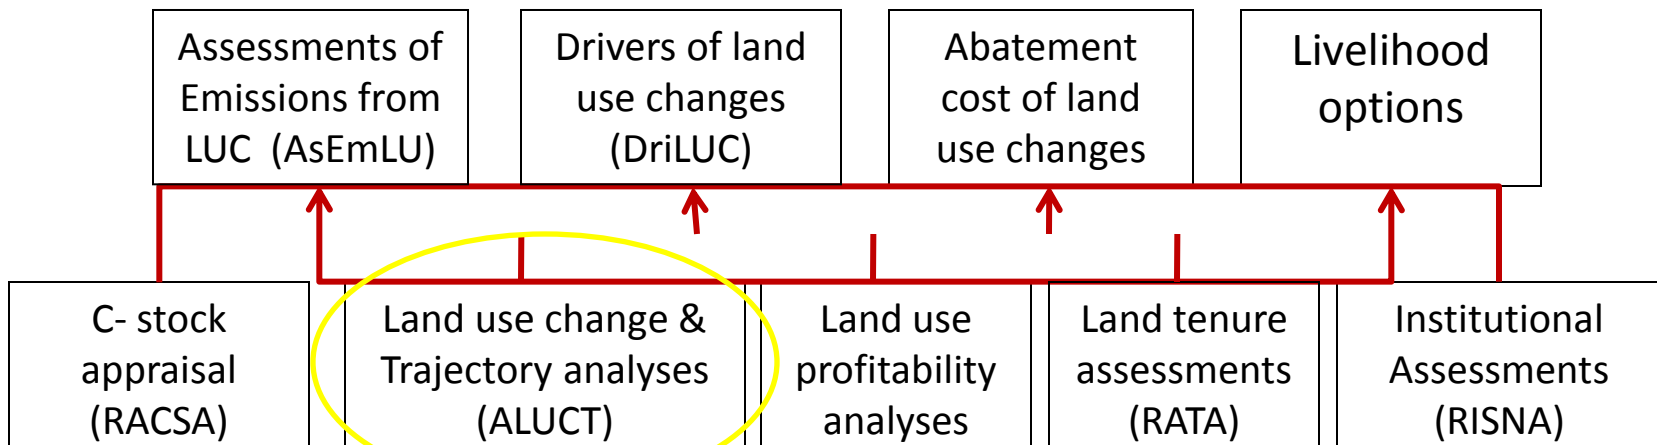 Assessments of
Emissions from
LUC (AsEmLU)
Drivers of land
use changes
(DriLUC)
Abatement
cost of land
use changes
Livelihood
options
C- stock
appraisal
(RACSA)
Land use change &
Trajectory analyses
(ALUCT)
Land use
profitability
analyses
Land tenure
assessments
(RATA)
Institutional
Assessments
(RISNA)